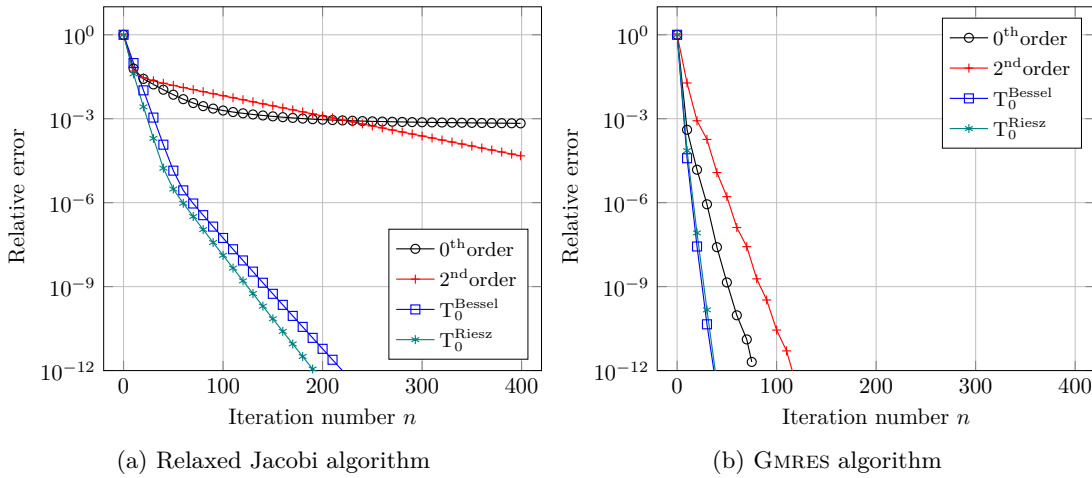 10^0
10^−3
10^−6
10^−9
10^−12
Relative error
0
100
200
300
400
Iteration number n
0^th order
2^nd order
T_0^Bessel
T_0^Riesz
(a) Relaxed Jacobi algorithm
10^0
10^−3
10^−6
10^−9
10^−12
Relative error
0
100
200
300
400
Iteration number n
0^th order
2^nd order
T_0^Bessel
T_0^Riesz
(b) GMRES algorithm